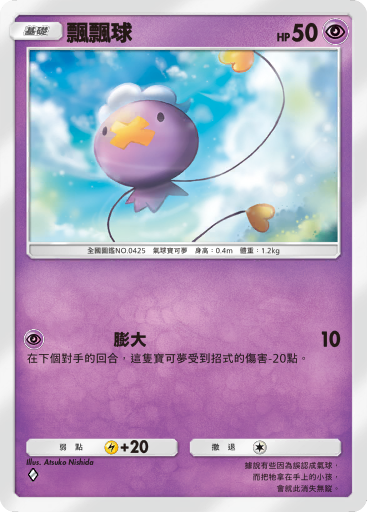 基礎 飄飄球 HP 50
全國圖鑑NO.0425 氣球寶可夢 身高：0.4m 體重：1.2kg
膨大 10
在下個對手的回合，這隻寶可夢受到招式的傷害-20點。
弱點 +20 撤退
Illus. Atsuko Nishida
據說有些因為誤認成氣球，
而把牠拿在手上的小孩，
會就此消失無蹤。